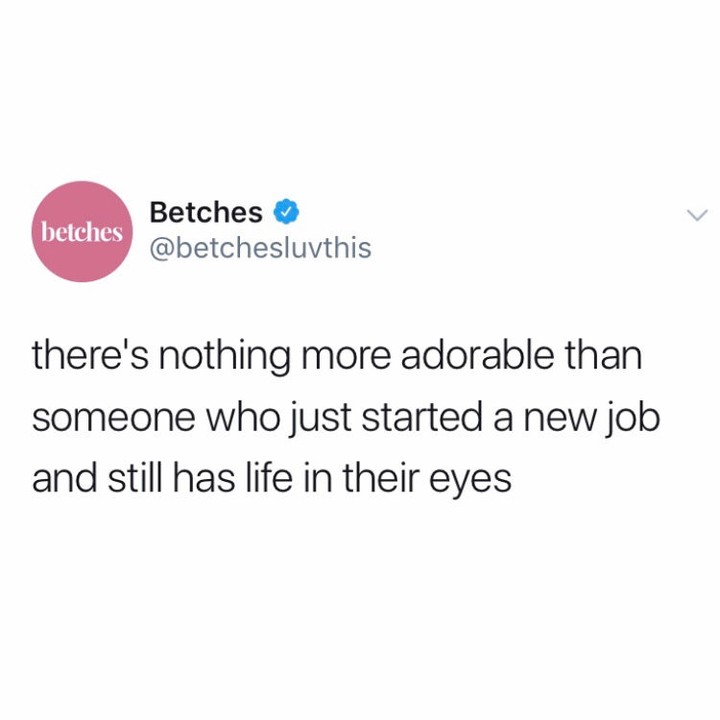 betches
Betches
@betchesluvthis
there's nothing more adorable than
someone who just started a new job
and still has life in their eyes